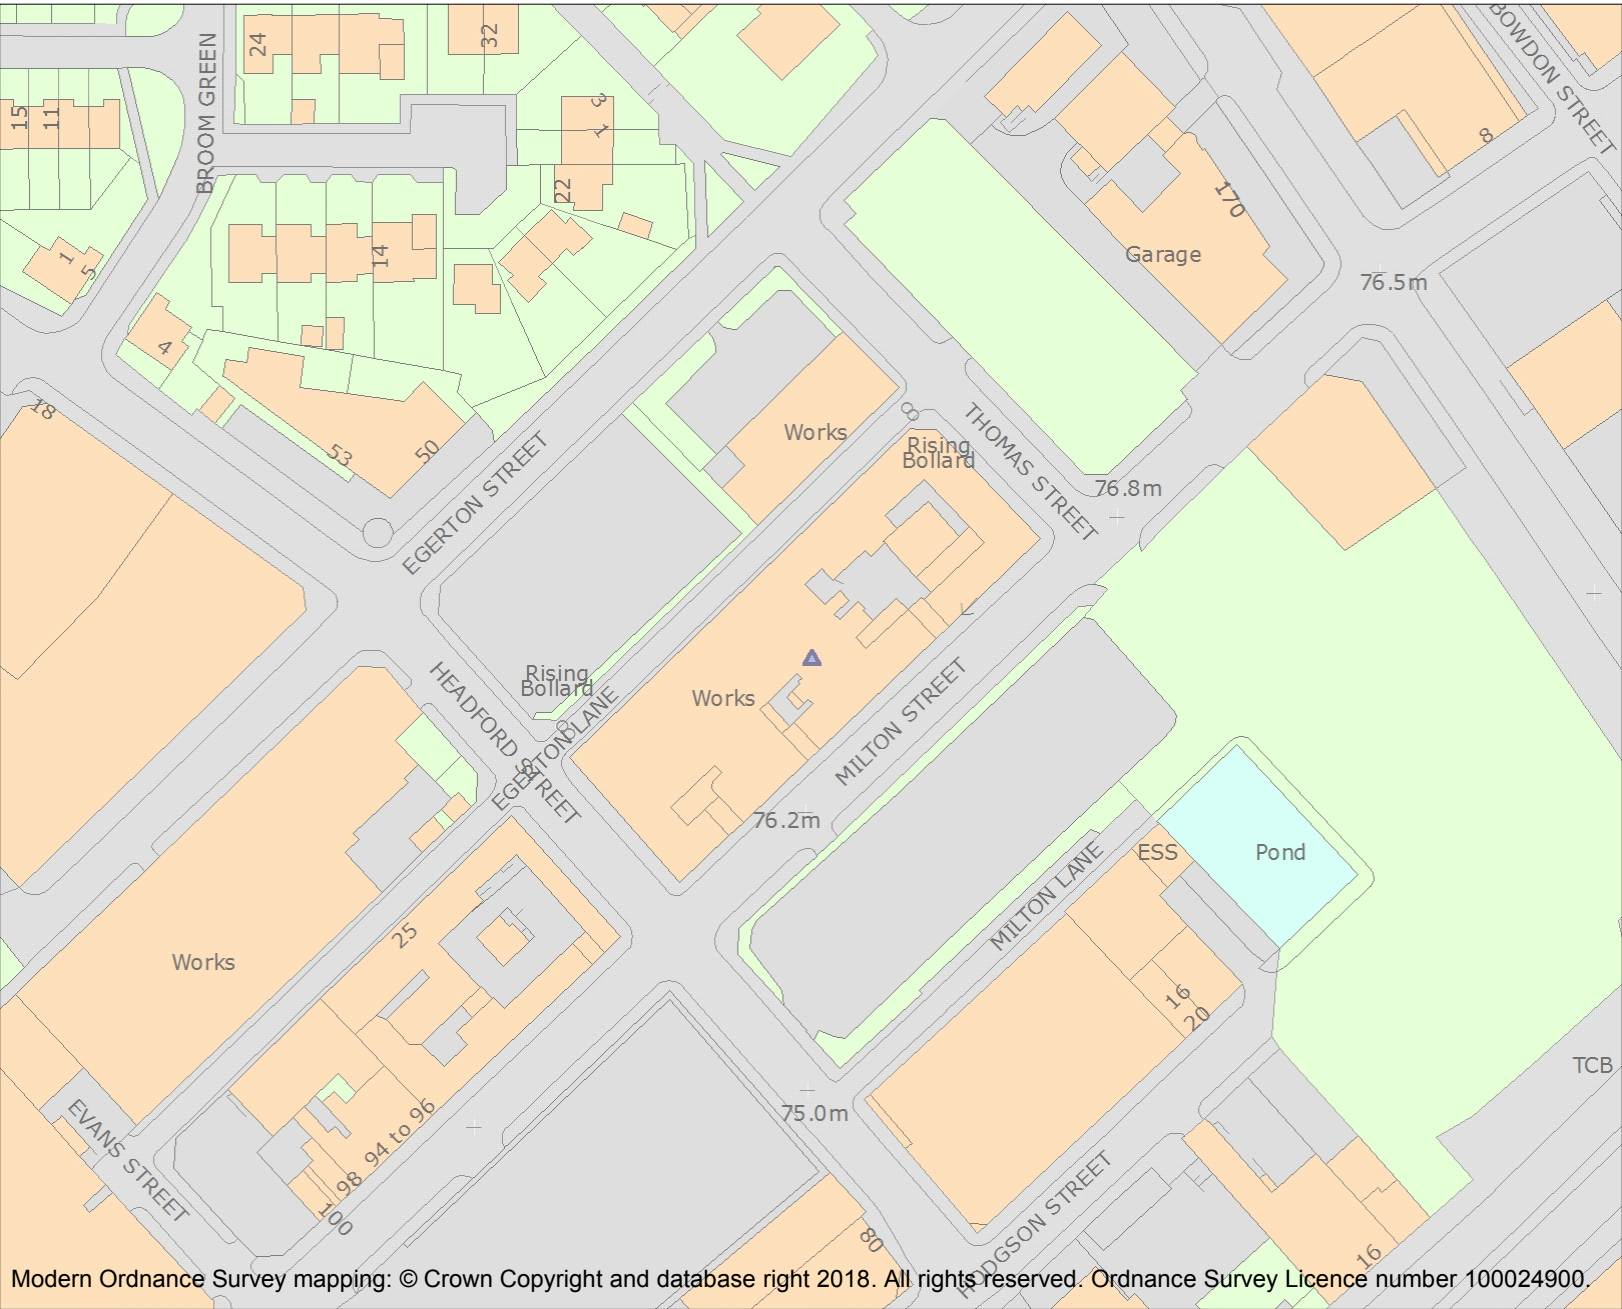 24
32
BOWDON STREET
BROOM GREEN
15
11
3
1
8
22
170
14
1
5
Garage
76.5m
4
18
Works
Rising
Bollard
THOMAS STREET
53
50
EGERTON STREET
76.8m
Rising
Bollard
Works
HEADFORD STREET
EGERTON LANE
MILTON STREET
76.2m
MILTON LANE
ESS
Pond
25
Works
16
20
TCB
75.0m
EVANS STREET
94 to 96
98
100
HODGSON STREET
80
16
Modern Ordnance Survey mapping: © Crown Copyright and database right 2018. All rights reserved. Ordnance Survey Licence number 100024900.